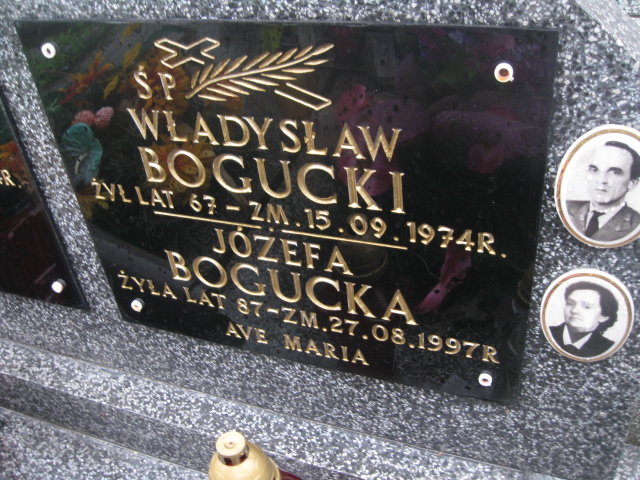 Ś.P
WŁADYSŁAW
BOGUCKI
ŻYŁ LAT 67 - ZM. 15.09.1974R.
JÓZEFA
BOGUCKA
ŻYŁA LAT 87 - ZM. 27.08.1997R
AVE MARIA
R.